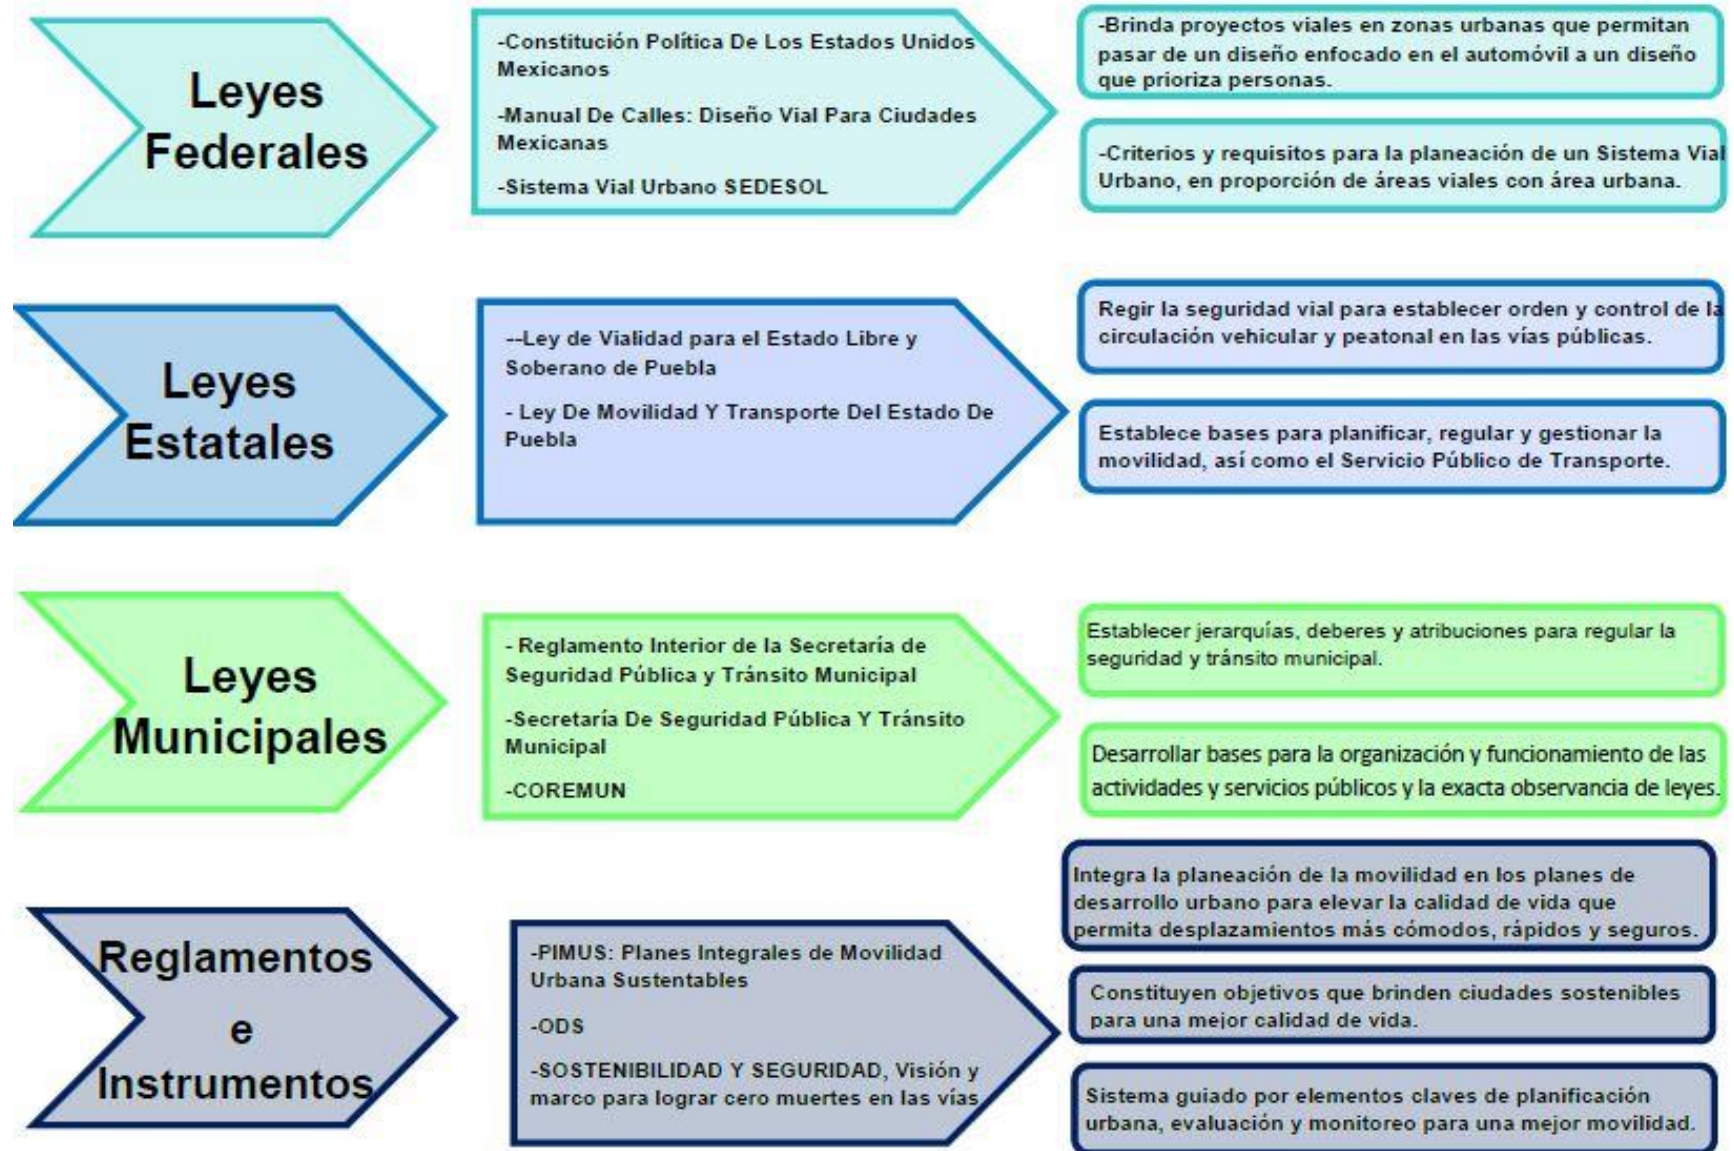 Leyes
Federales
-Constitución Política De Los Estados Unidos
Mexicanos
-Manual De Calles: Diseño Vial Para Ciudades
Mexicanas
-Sistema Vial Urbano SEDESOL
-Brinda proyectos viales en zonas urbanas que permitan
pasar de un diseño enfocado en el automóvil a un diseño
que prioriza personas.
-Criterios y requisitos para la planeación de un Sistema Vial
Urbano, en proporción de áreas viales con área urbana.
Leyes
Estatales
--Ley de Vialidad para el Estado Libre y
Soberano de Puebla
- Ley De Movilidad Y Transporte Del Estado De
Puebla
Regir la seguridad vial para establecer orden y control de la
circulación vehicular y peatonal en las vías públicas.
Establece bases para planificar, regular y gestionar la
movilidad, así como el Servicio Público de Transporte.
Leyes
Municipales
- Reglamento Interior de la Secretaría de
Seguridad Pública y Tránsito Municipal
-Secretaría De Seguridad Pública Y Tránsito
Municipal
-COREMUN
Establecer jerarquías, deberes y atribuciones para regular la
seguridad y tránsito municipal.
Desarrollar bases para la organización y funcionamiento de las
actividades y servicios públicos y la exacta observancia de leyes.
Reglamentos
e
Instrumentos
-PIMUS: Planes Integrales de Movilidad
Urbana Sustentables
-ODS
-SOSTENIBILIDAD Y SEGURIDAD, Visión y
marco para lograr cero muertes en las vías
Integra la planeación de la movilidad en los planes de
desarrollo urbano para elevar la calidad de vida que
permita desplazamientos más cómodos, rápidos y seguros.
Constituyen objetivos que brinden ciudades sostenibles
para una mejor calidad de vida.
Sistema guiado por elementos claves de planificación
urbana, evaluación y monitoreo para una mejor movilidad.